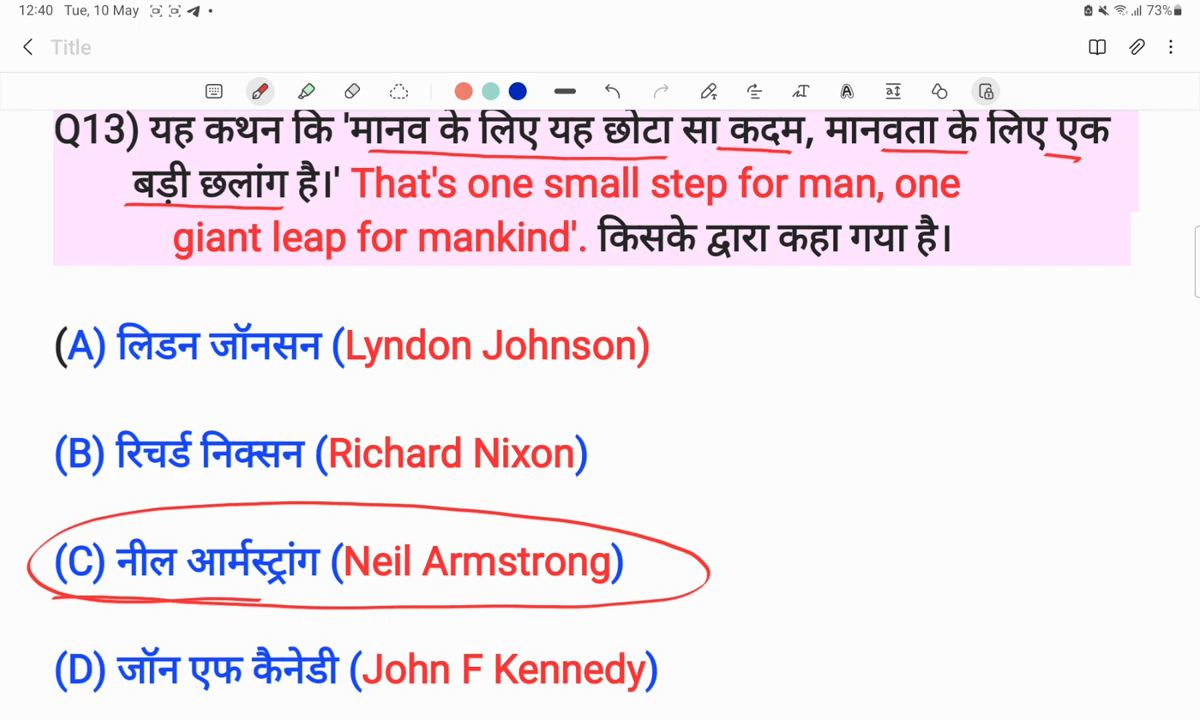 12:40 Tue, 10 May 73%
Title
Q13) यह कथन कि 'मानव के लिए यह छोटा सा कदम, मानवता के लिए एक
बड़ी छलांग है।' That's one small step for man, one
giant leap for mankind'. किसके द्वारा कहा गया है।
(A) लिडन जॉनसन (Lyndon Johnson)
(B) रिचर्ड निक्सन (Richard Nixon)
(C) नील आर्मस्ट्रांग (Neil Armstrong)
(D) जॉन एफ कैनेडी (John F Kennedy)